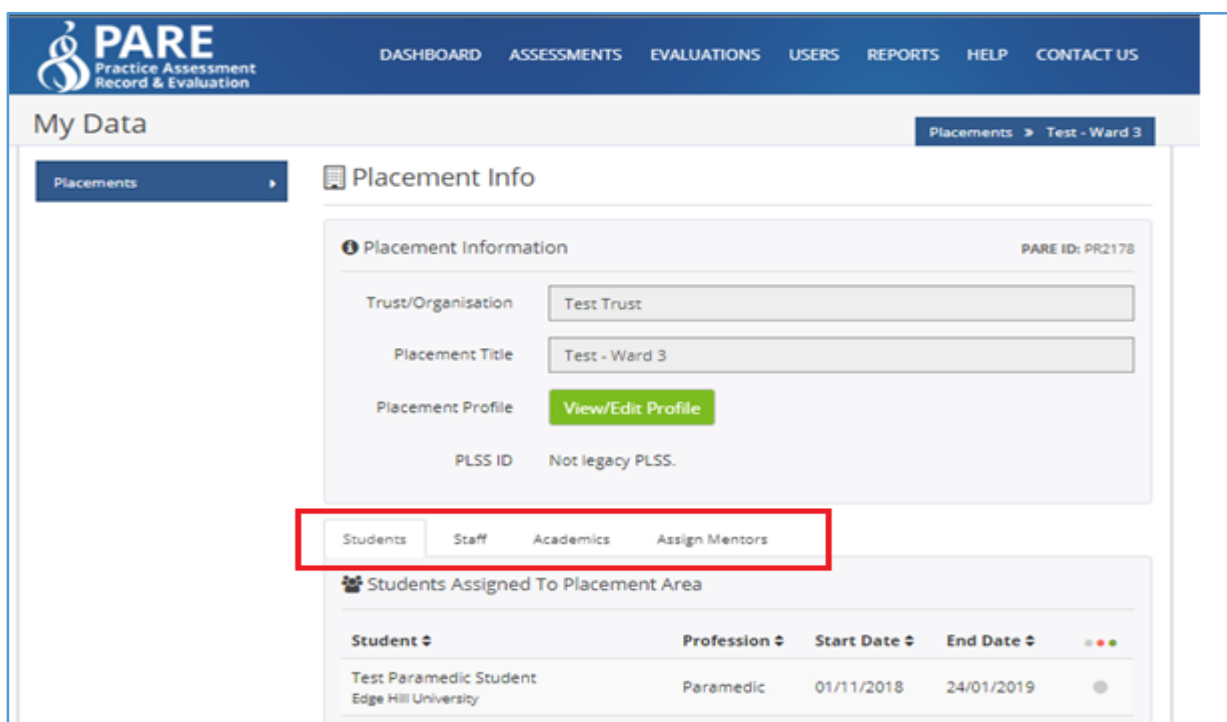 PARE
Practice Assessment
Record & Evaluation
DASHBOARD ASSESSMENTS EVALUATIONS USERS REPORTS HELP CONTACT US
My Data
Placements » Test - Ward 3
Placements
Placement Info
Placement Information PARE ID: PR2178
Trust/Organisation Test Trust
Placement Title Test - Ward 3
Placement Profile View/Edit Profile
PLSS ID Not legacy PLSS.
Students Staff Academics Assign Mentors
Students Assigned To Placement Area
Student Profession Start Date End Date
Test Paramedic Student
Edge Hill University
Paramedic 01/11/2018 24/01/2019